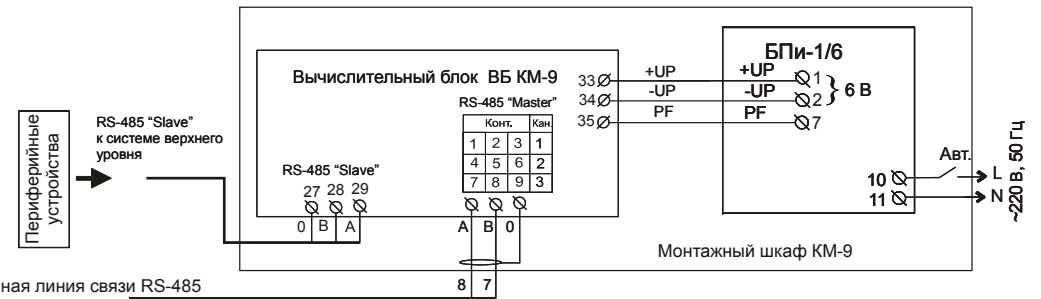 Вычислительный блок ВБ КМ-9
RS-485 “Master”
Конт. Кан.
1 2 3 1
4 5 6 2
7 8 9 3
A B 0
8 7
RS-485 “Slave”
27 28 29
0 B A
Периферийные
устройства
RS-485 “Slave”
к системе верхнего
уровня
33 +UP
34 -UP
35 PF
БПи-1/6
+UP 1
-UP 2
6 В
PF 7
10
11
Авт.
L
N
~220 В, 50 Гц
Монтажный шкаф КМ-9
ная линия связи RS-485